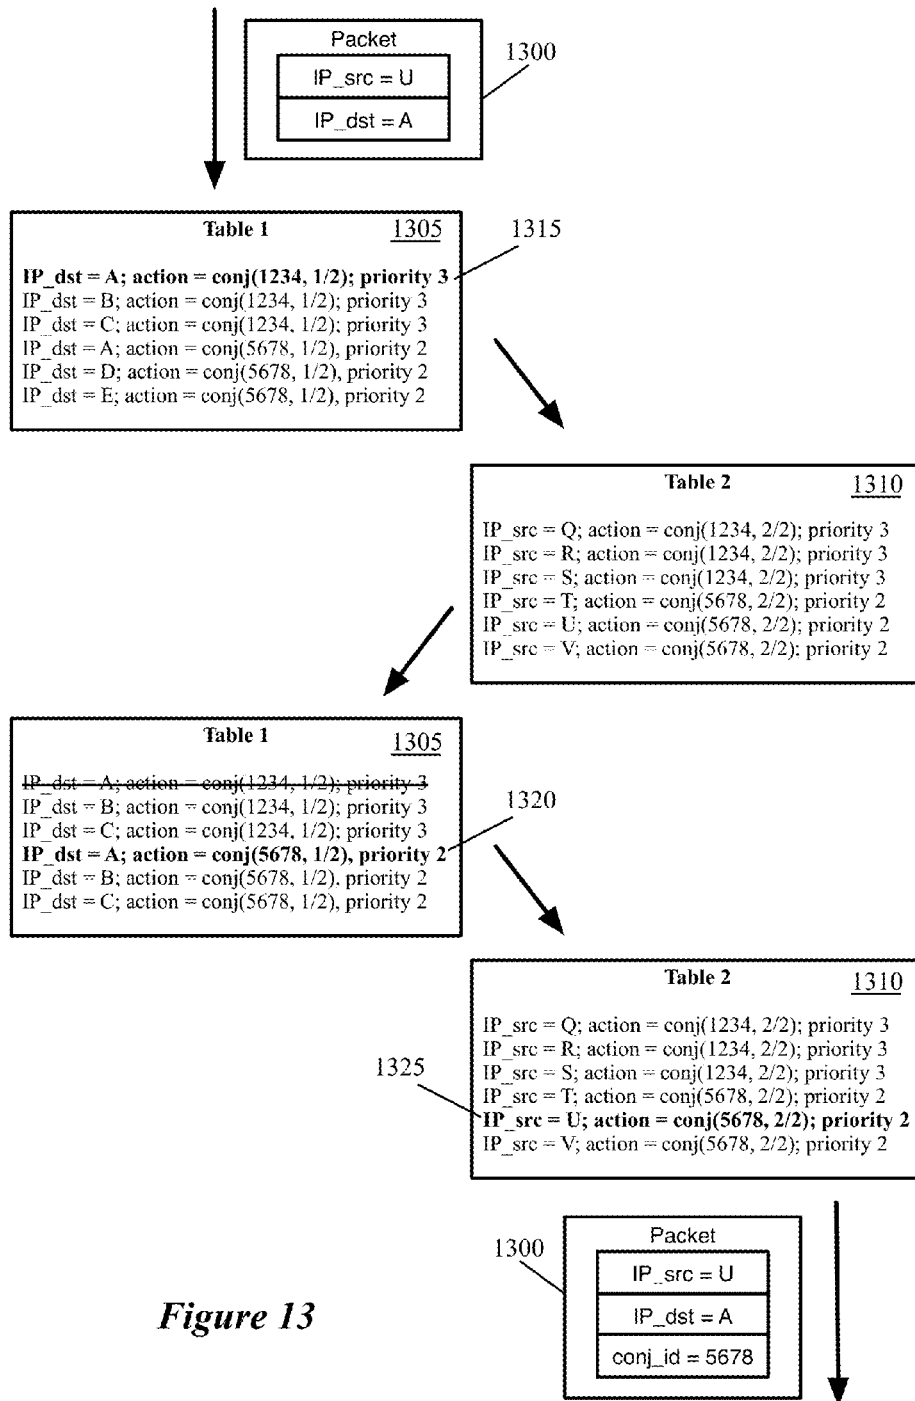 Packet
1300
IP_src = U
IP_dst = A
Table 1
1305
1315
IP_dst = A; action = conj(1234, 1/2); priority 3
IP_dst = B; action = conj(1234, 1/2); priority 3
IP_dst = C; action = conj(1234, 1/2); priority 3
IP_dst = A; action = conj(5678, 1/2), priority 2
IP_dst = D; action = conj(5678, 1/2), priority 2
IP_dst = E; action = conj(5678, 1/2), priority 2
Table 2
1310
IP_src = Q; action = conj(1234, 2/2); priority 3
IP_src = R; action = conj(1234, 2/2); priority 3
IP_src = S; action = conj(1234, 2/2); priority 3
IP_src = T; action = conj(5678, 2/2); priority 2
IP_src = U; action = conj(5678, 2/2); priority 2
IP_src = V; action = conj(5678, 2/2); priority 2
Table 1
1305
IP_dst = A; action = conj(1234, 1/2); priority 3
IP_dst = B; action = conj(1234, 1/2); priority 3
1320
IP_dst = C; action = conj(1234, 1/2); priority 3
IP_dst = A; action = conj(5678, 1/2), priority 2
IP_dst = B; action = conj(5678, 1/2), priority 2
IP_dst = C; action = conj(5678, 1/2), priority 2
Table 2
1310
IP_src = Q; action = conj(1234, 2/2); priority 3
IP_src = R; action = conj(1234, 2/2); priority 3
1325
IP_src = S; action = conj(1234, 2/2); priority 3
IP_src = T; action = conj(5678, 2/2); priority 2
IP_src = U; action = conj(5678, 2/2); priority 2
IP_src = V; action = conj(5678, 2/2); priority 2
Packet
1300
IP_src = U
IP_dst = A
conj_id = 5678
Figure 13